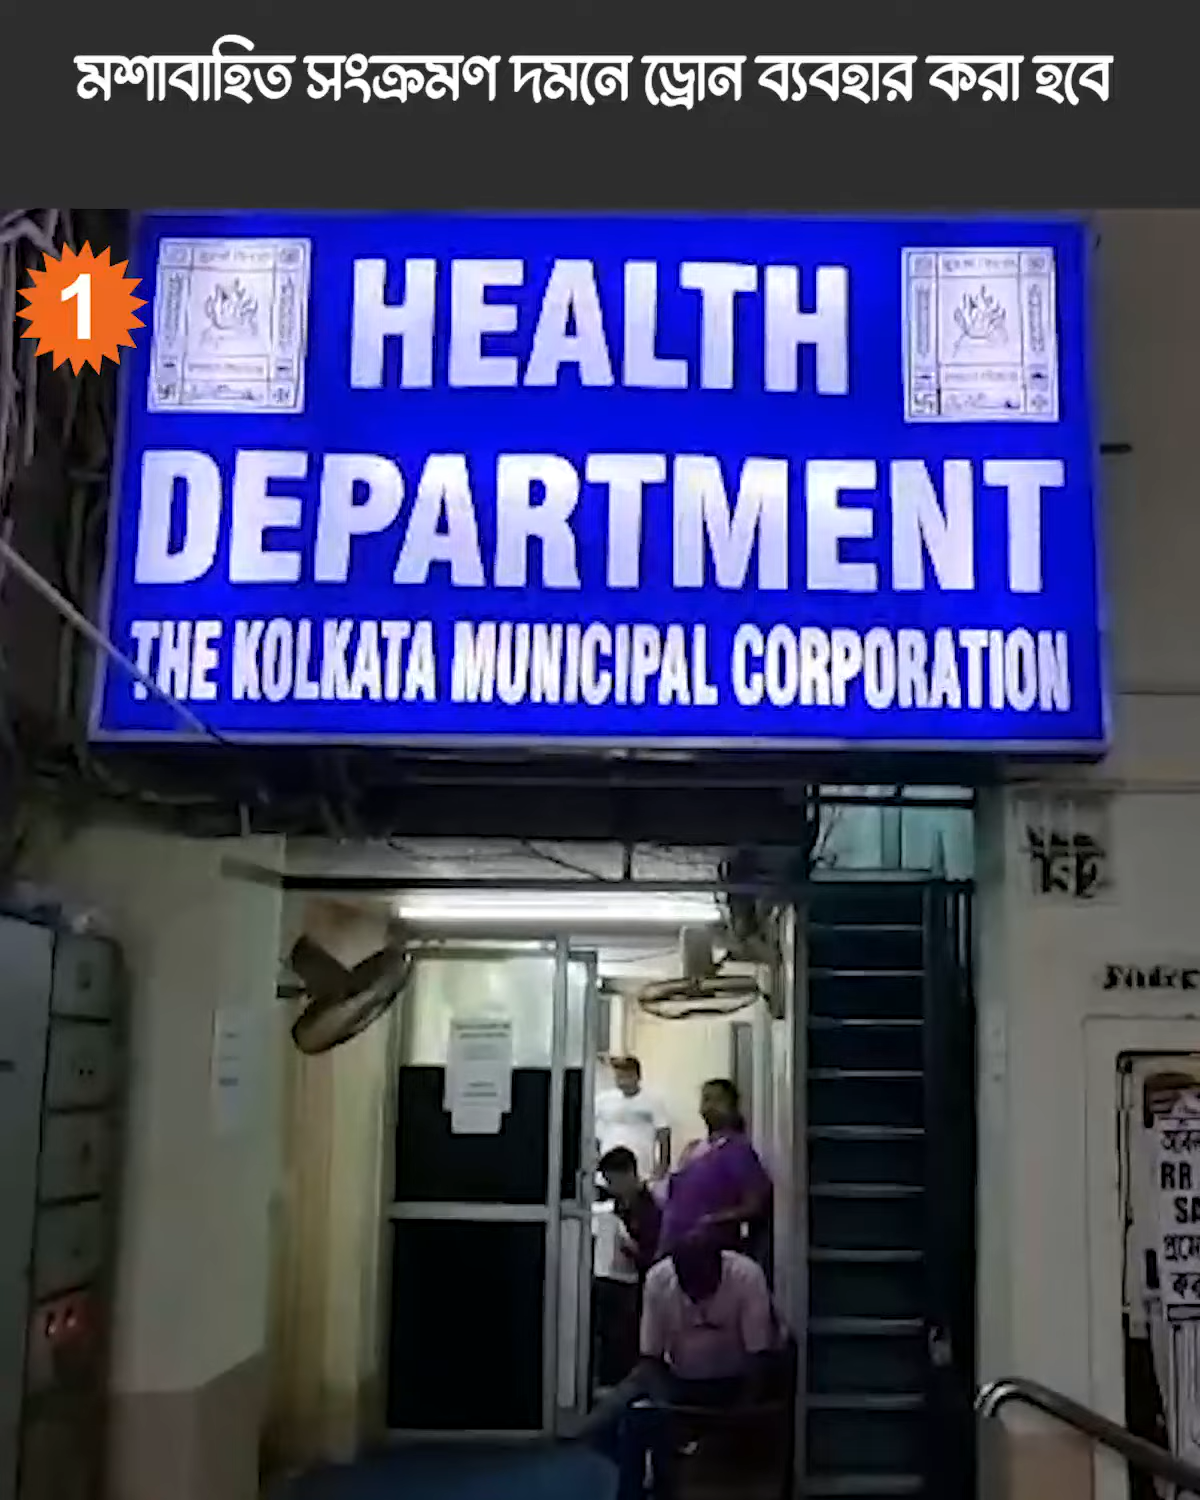 মশাবাহিত সংক্রমণ দমনে ড্রোন ব্যবহার করা হবে
1
HEALTH
DEPARTMENT
THE KOLKATA MUNICIPAL CORPORATION